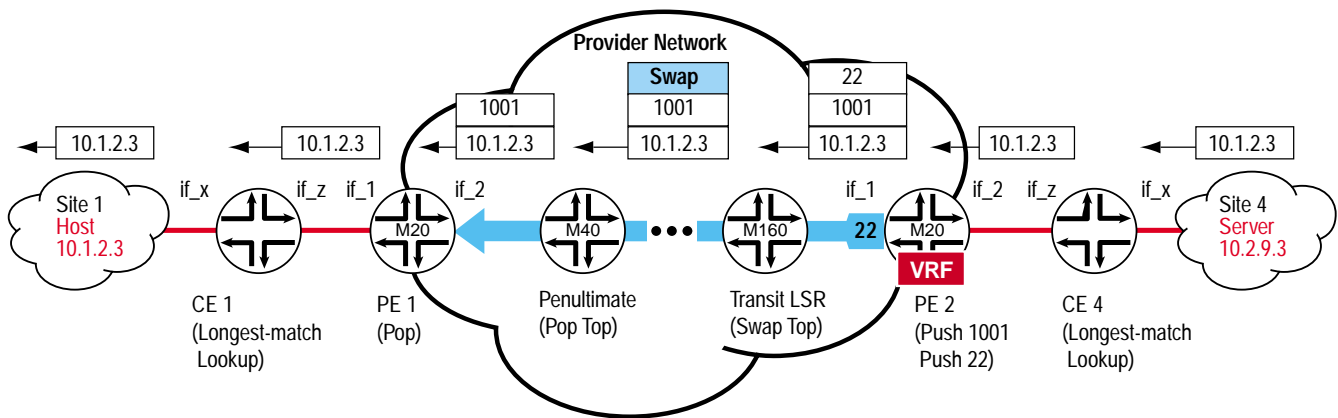 Provider Network
Swap
22
1001
1001
1001
10.1.2.3
10.1.2.3
10.1.2.3
10.1.2.3
10.1.2.3
10.1.2.3
10.1.2.3
if_x
if_z
if_1
if_2
if_1
if_2
if_z
if_x
Site 1
Host
10.1.2.3
M20
M40
M160
22
M20
VRF
Site 4
Server
10.2.9.3
CE 1
(Longest-match
Lookup)
PE 1
(Pop)
Penultimate
(Pop Top)
Transit LSR
(Swap Top)
PE 2
(Push 1001
Push 22)
CE 4
(Longest-match
Lookup)